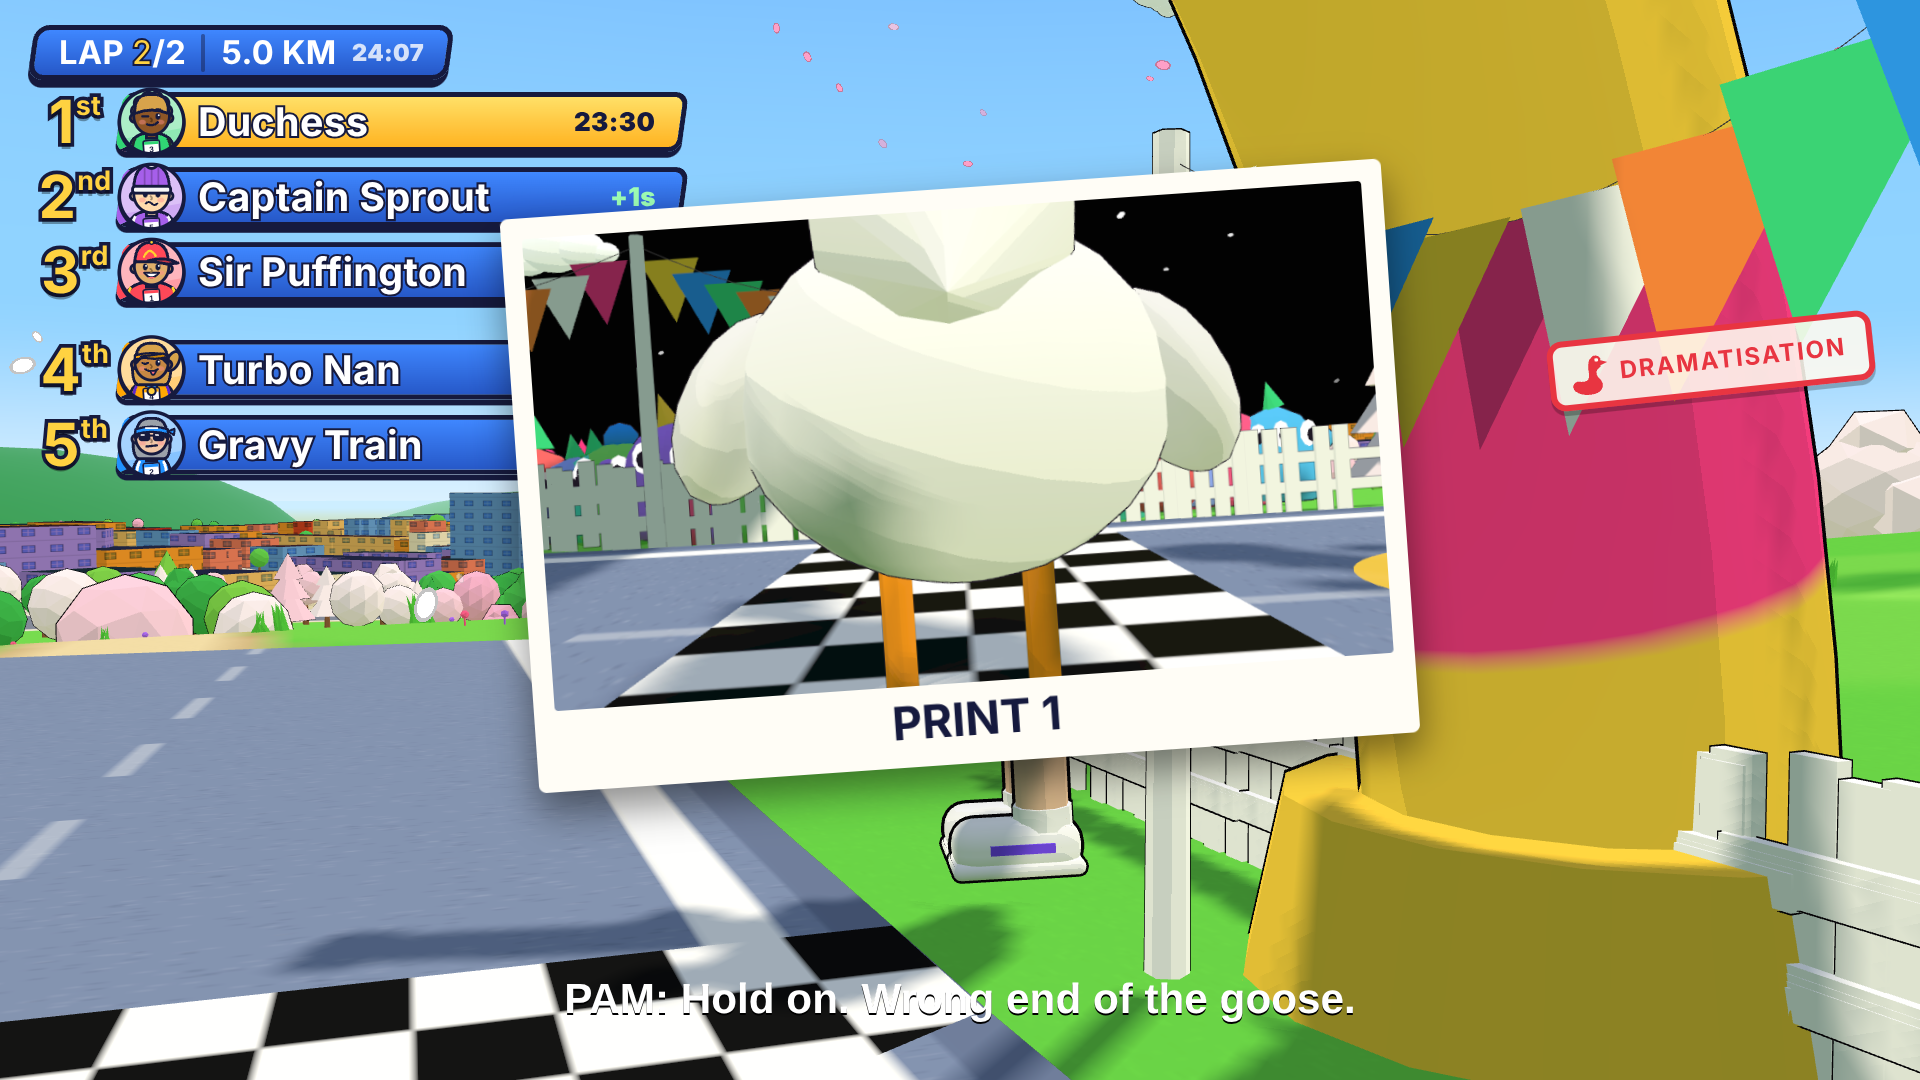 LAP 2/2 5.0 KM 24:07
1st Duchess 23:30
2nd Captain Sprout +1s
3rd Sir Puffington
4th Turbo Nan
5th Gravy Train
DRAMATISATION
PRINT 1
PAM: Hold on. Wrong end of the goose.